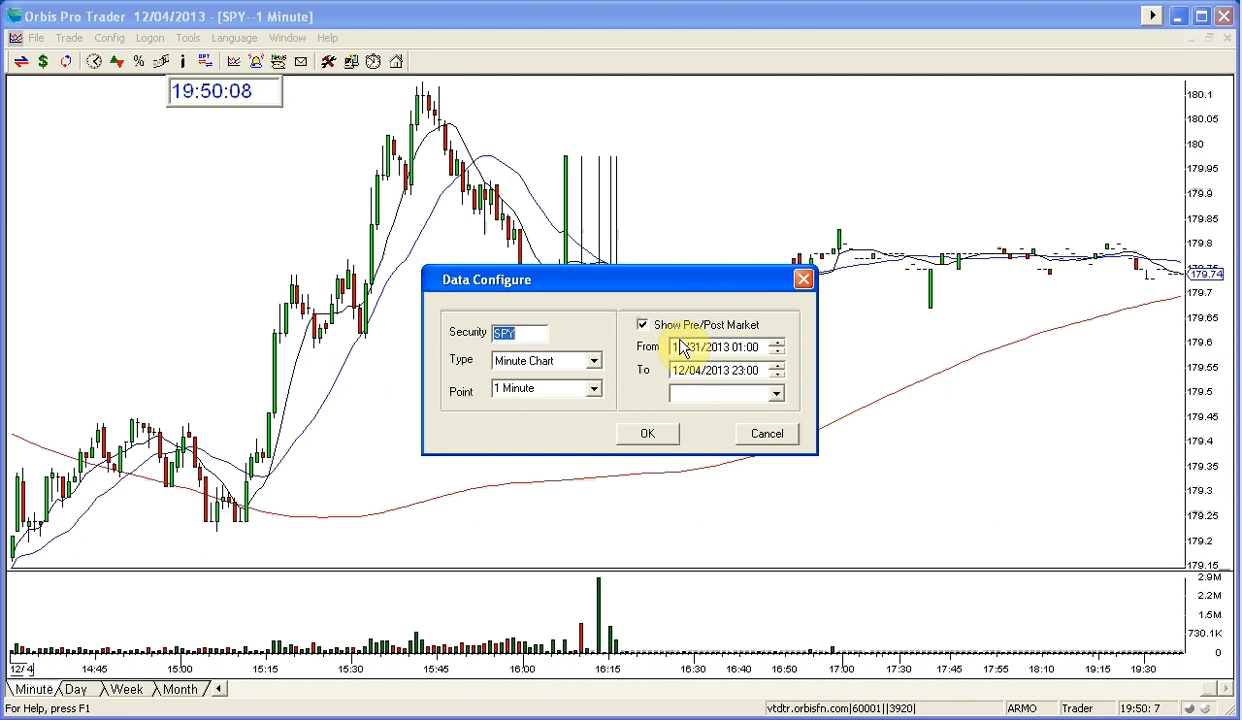 Orbis Pro Trader 12/04/2013 - [SPY--1 Minute]
File Trade Config Logon Tools Language Window Help
19:50:08
180.1
180.05
180
179.95
179.9
179.85
179.8
179.74
179.7
179.65
179.6
179.55
179.5
179.45
179.4
179.35
179.3
179.25
179.2
179.15
Data Configure
Security SPY
Type Minute Chart
Point 1 Minute
Show Pre/Post Market
From 31/2013 01:00
To 12/04/2013 23:00
OK Cancel
2.9M
2.2M
1.5M
730.1K
0
12/ 4 14:45 15:00 15:15 15:30 15:45 16:00 16:15 16:30 16:40 16:50 17:00 17:30 17:45 17:55 18:10 19:15 19:30
Minute Day Week Month
For Help, press F1 vtdtr.orbisfn.com|60001||3920| ARMO Trader 19:50: 7